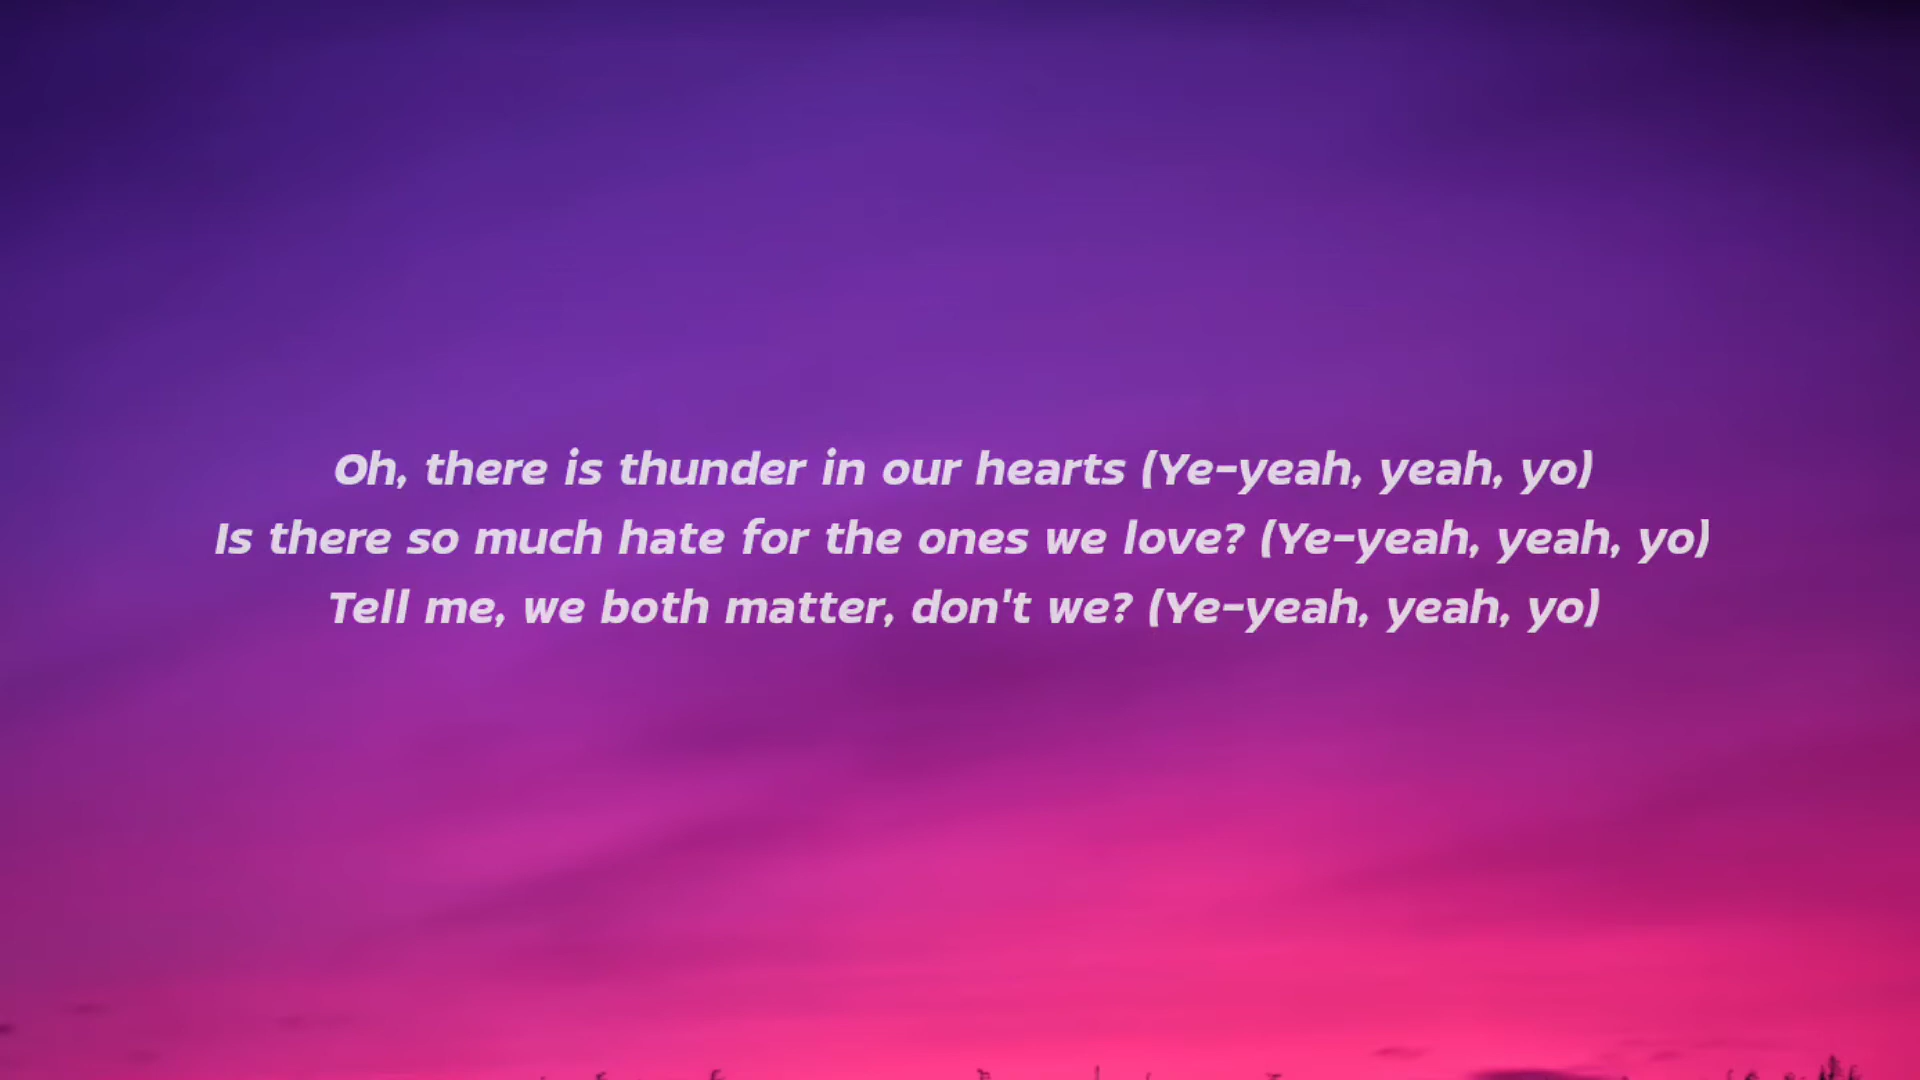 Oh, there is thunder in our hearts (Ye-yeah, yeah, yo)
Is there so much hate for the ones we love? (Ye-yeah, yeah, yo)
Tell me, we both matter, don't we? (Ye-yeah, yeah, yo)